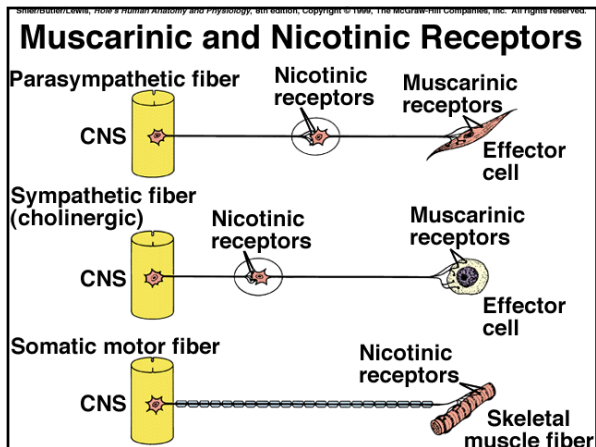 Shier/Butler/Lewis, Hole's Human Anatomy and Physiology, 8th edition, Copyright © 1999, The McGraw-Hill Companies, Inc. All rights reserved.
Muscarinic and Nicotinic Receptors
Parasympathetic fiber
Nicotinic
receptors
Muscarinic
receptors
CNS
Effector
cell
Sympathetic fiber
(cholinergic)
Nicotinic
receptors
Muscarinic
receptors
CNS
Effector
cell
Somatic motor fiber
Nicotinic
receptors
CNS
Skeletal
muscle fiber